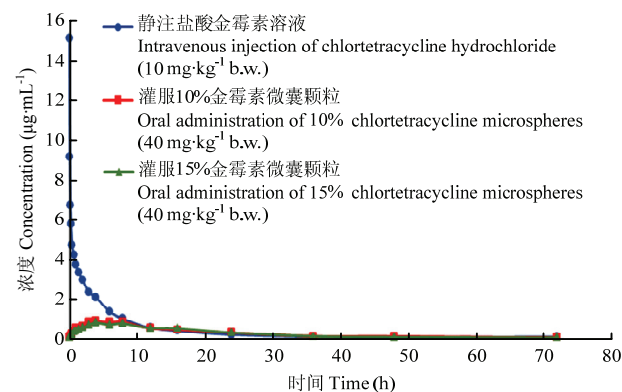 16
14
12
10
8
6
4
2
0
浓度 Concentration (μg·mL⁻¹)
静注盐酸金霉素溶液
Intravenous injection of chlortetracycline hydrochloride
(10 mg·kg⁻¹ b.w.)
灌服10%金霉素微囊颗粒
Oral administration of 10% chlortetracycline microspheres
(40 mg·kg⁻¹ b.w.)
灌服15%金霉素微囊颗粒
Oral administration of 15% chlortetracycline microspheres
(40 mg·kg⁻¹ b.w.)
0 10 20 30 40 50 60 70 80
时间 Time (h)